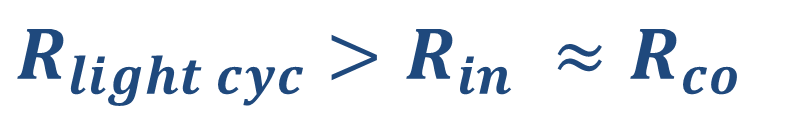 R_light cyc > R_in ≈ R_co